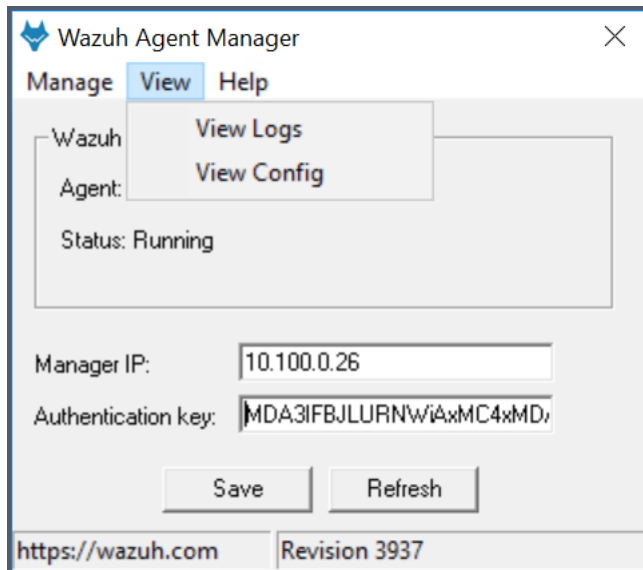 Wazuh Agent Manager
Manage View Help
View Logs
View Config
Wazuh
Agent:
Status: Running
Manager IP: 10.100.0.26
Authentication key: MDA3IFBJLURNWiAxMC4xMD
Save Refresh
https://wazuh.com Revision 3937